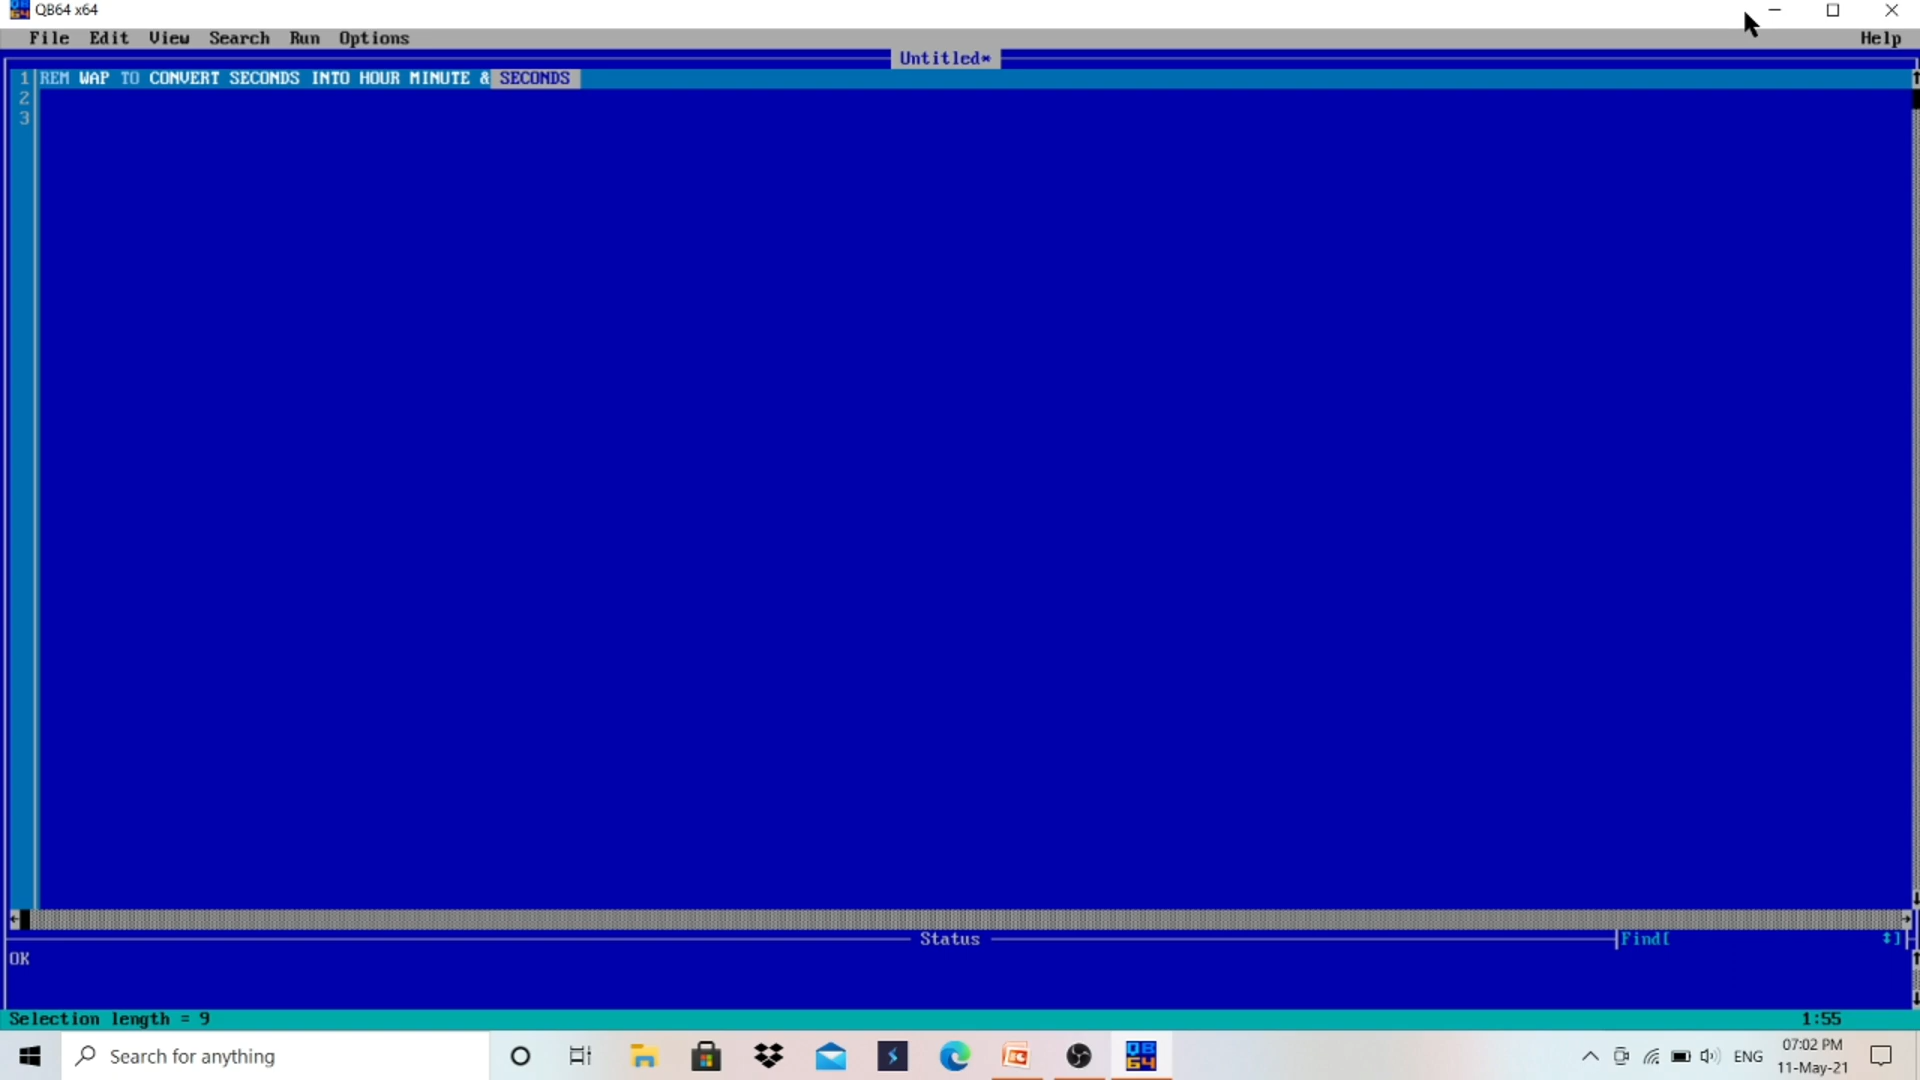 QB64 x64
File Edit View Search Run Options Help
Untitled*
1 REM WAP TO CONVERT SECONDS INTO HOUR MINUTE & SECONDS
2
3
Status Find[ ]
OK
Selection length = 9 1:55
Search for anything
ENG 07:02 PM
11-May-21